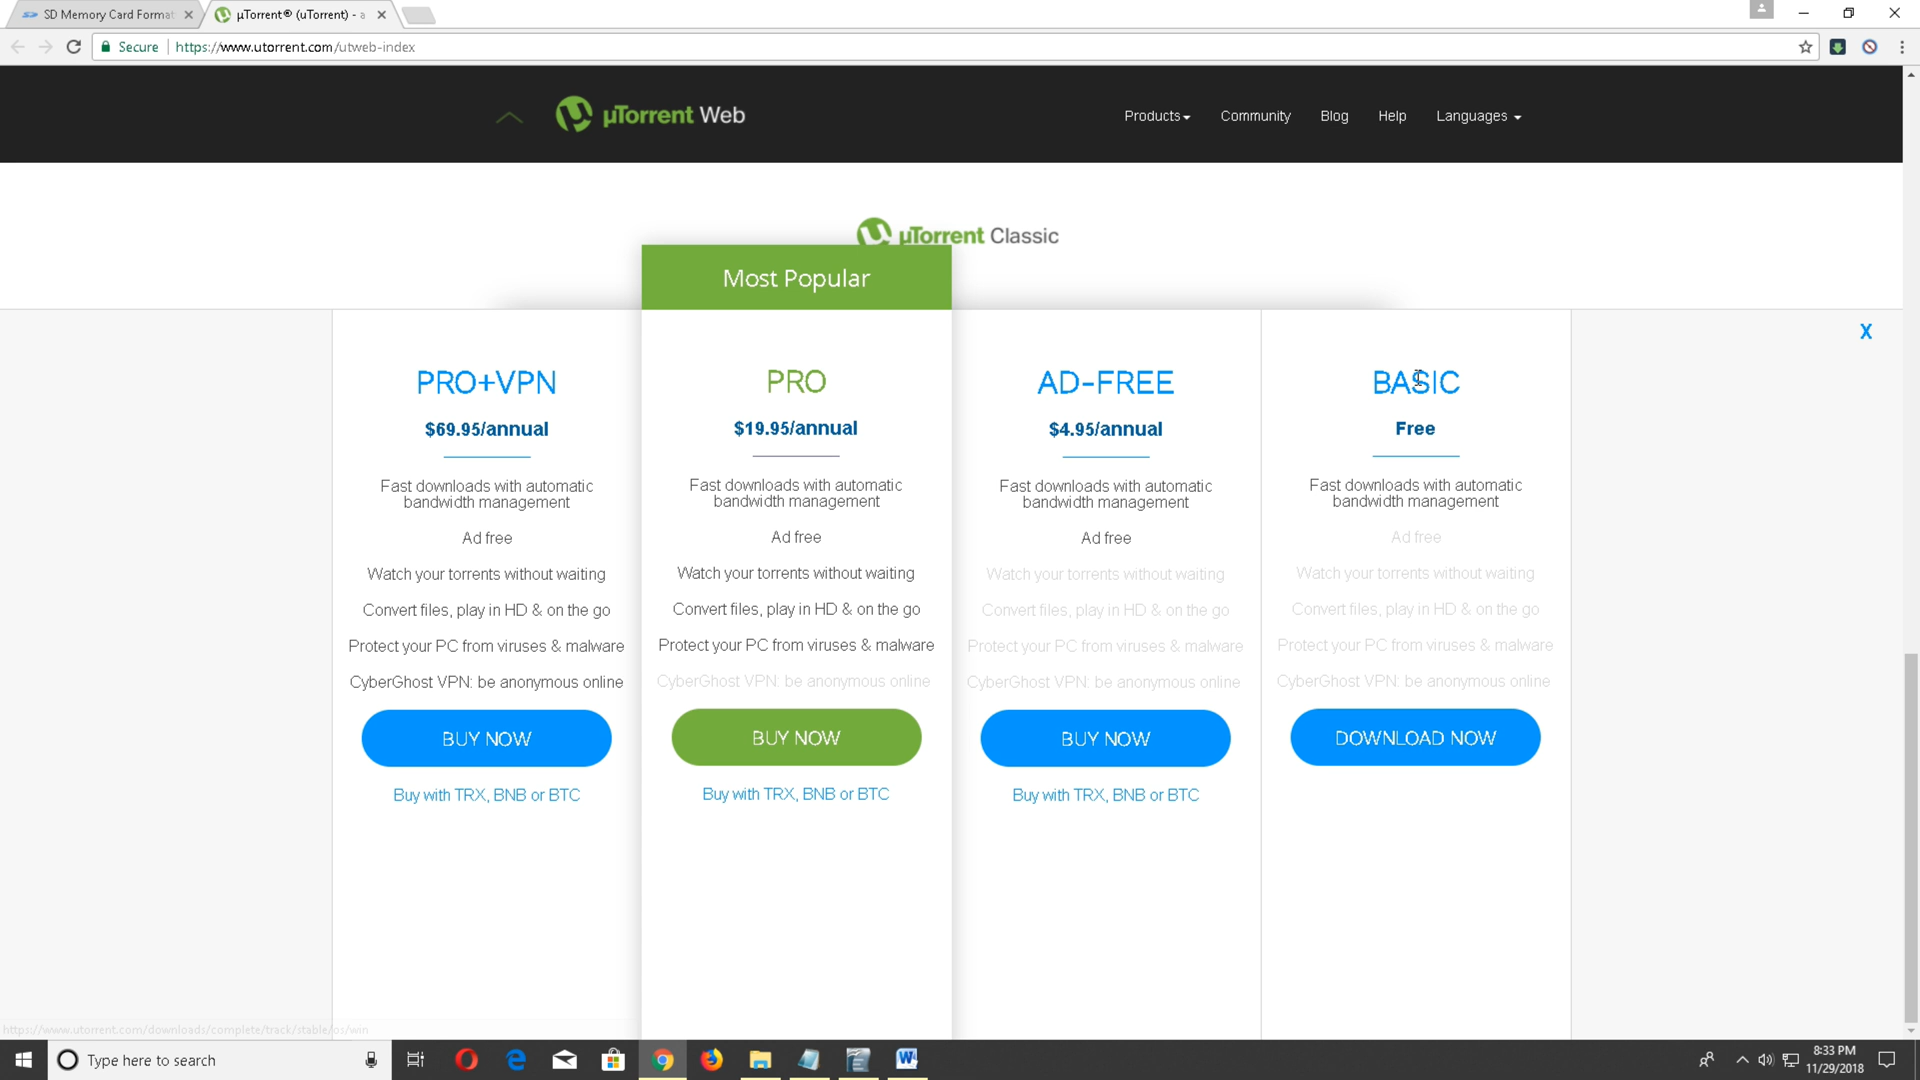 SD Memory Card Format
µTorrent® (uTorrent) - a
Secure
https://www.utorrent.com/utweb-index
µTorrent Web
Products
Community
Blog
Help
Languages
µTorrent Classic
Most Popular
X
PRO+VPN
$69.95/annual
Fast downloads with automatic
bandwidth management
Ad free
Watch your torrents without waiting
Convert files, play in HD & on the go
Protect your PC from viruses & malware
CyberGhost VPN: be anonymous online
BUY NOW
Buy with TRX, BNB or BTC
PRO
$19.95/annual
Fast downloads with automatic
bandwidth management
Ad free
Watch your torrents without waiting
Convert files, play in HD & on the go
Protect your PC from viruses & malware
CyberGhost VPN: be anonymous online
BUY NOW
Buy with TRX, BNB or BTC
AD-FREE
$4.95/annual
Fast downloads with automatic
bandwidth management
Ad free
Watch your torrents without waiting
Convert files, play in HD & on the go
Protect your PC from viruses & malware
CyberGhost VPN: be anonymous online
BUY NOW
Buy with TRX, BNB or BTC
BASIC
Free
Fast downloads with automatic
bandwidth management
Ad free
Watch your torrents without waiting
Convert files, play in HD & on the go
Protect your PC from viruses & malware
CyberGhost VPN: be anonymous online
DOWNLOAD NOW
https://www.utorrent.com/downloads/complete/track/stable/os/win
Type here to search
8:33 PM
11/29/2018